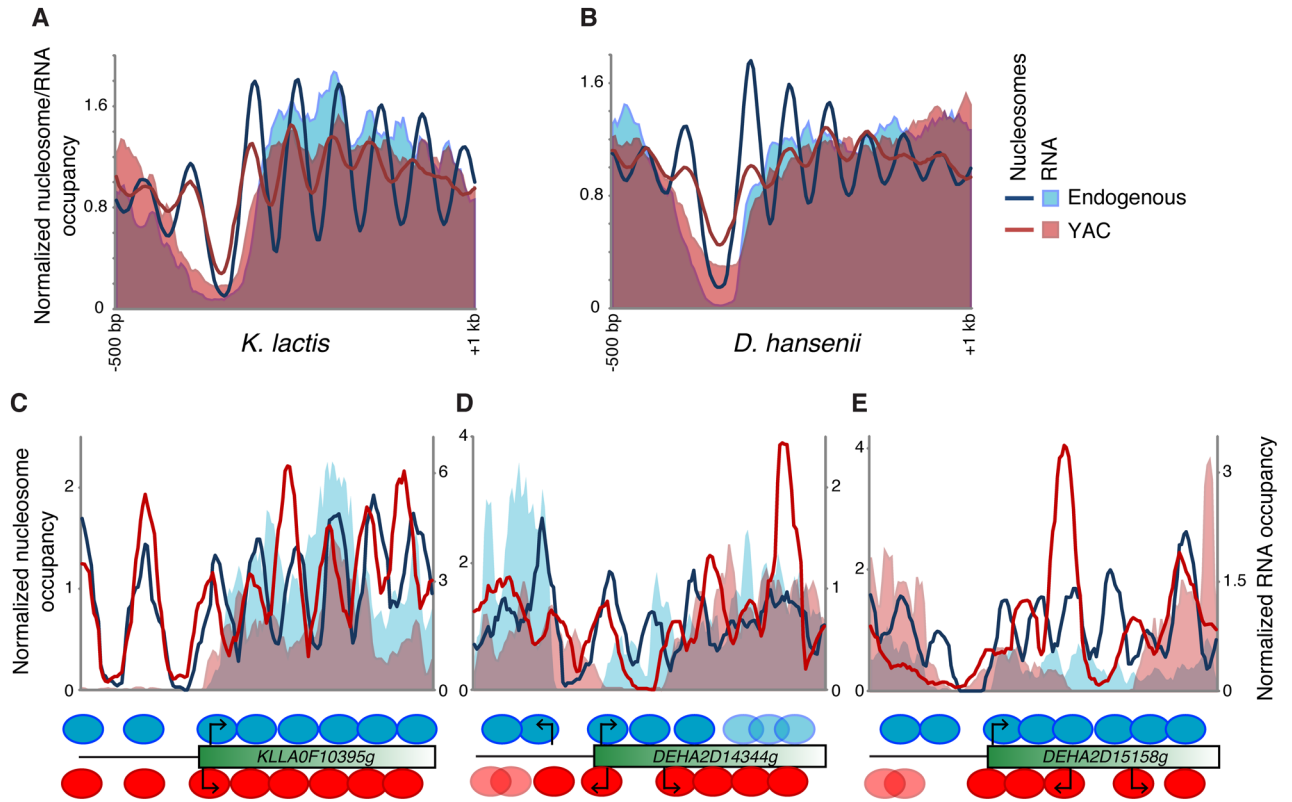 A
B
Normalized nucleosome/RNA
occupancy
1.6
0.8
0
-500 bp
+1 kb
K. lactis
1.6
0.8
0
-500 bp
+1 kb
D. hansenii
Nucleosomes
RNA
Endogenous
YAC
C
D
E
Normalized nucleosome
occupancy
2
1
0
6
3
0
4
2
0
2
1
0
4
2
0
3
1.5
0
Normalized RNA occupancy
KLLA0F10395g
DEHA2D14344g
DEHA2D15158g